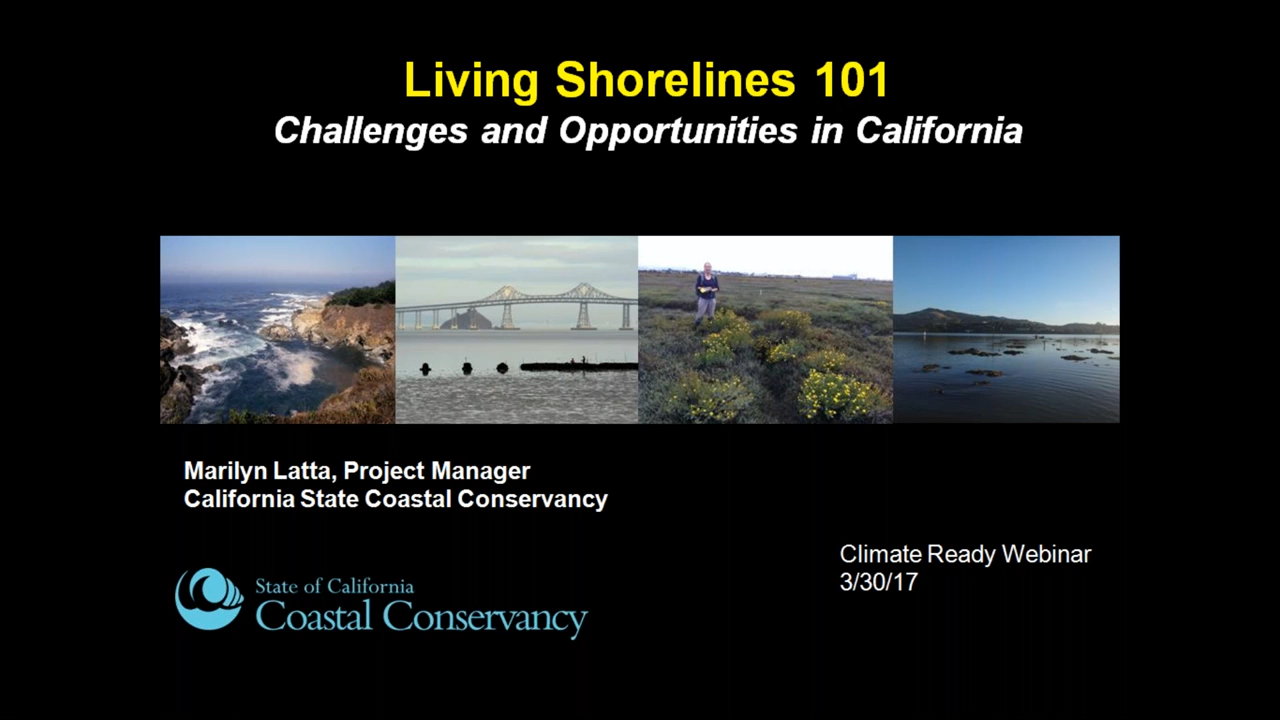 Living Shorelines 101
Challenges and Opportunities in California
Marilyn Latta, Project Manager
California State Coastal Conservancy
Climate Ready Webinar
3/30/17
State of California
Coastal Conservancy